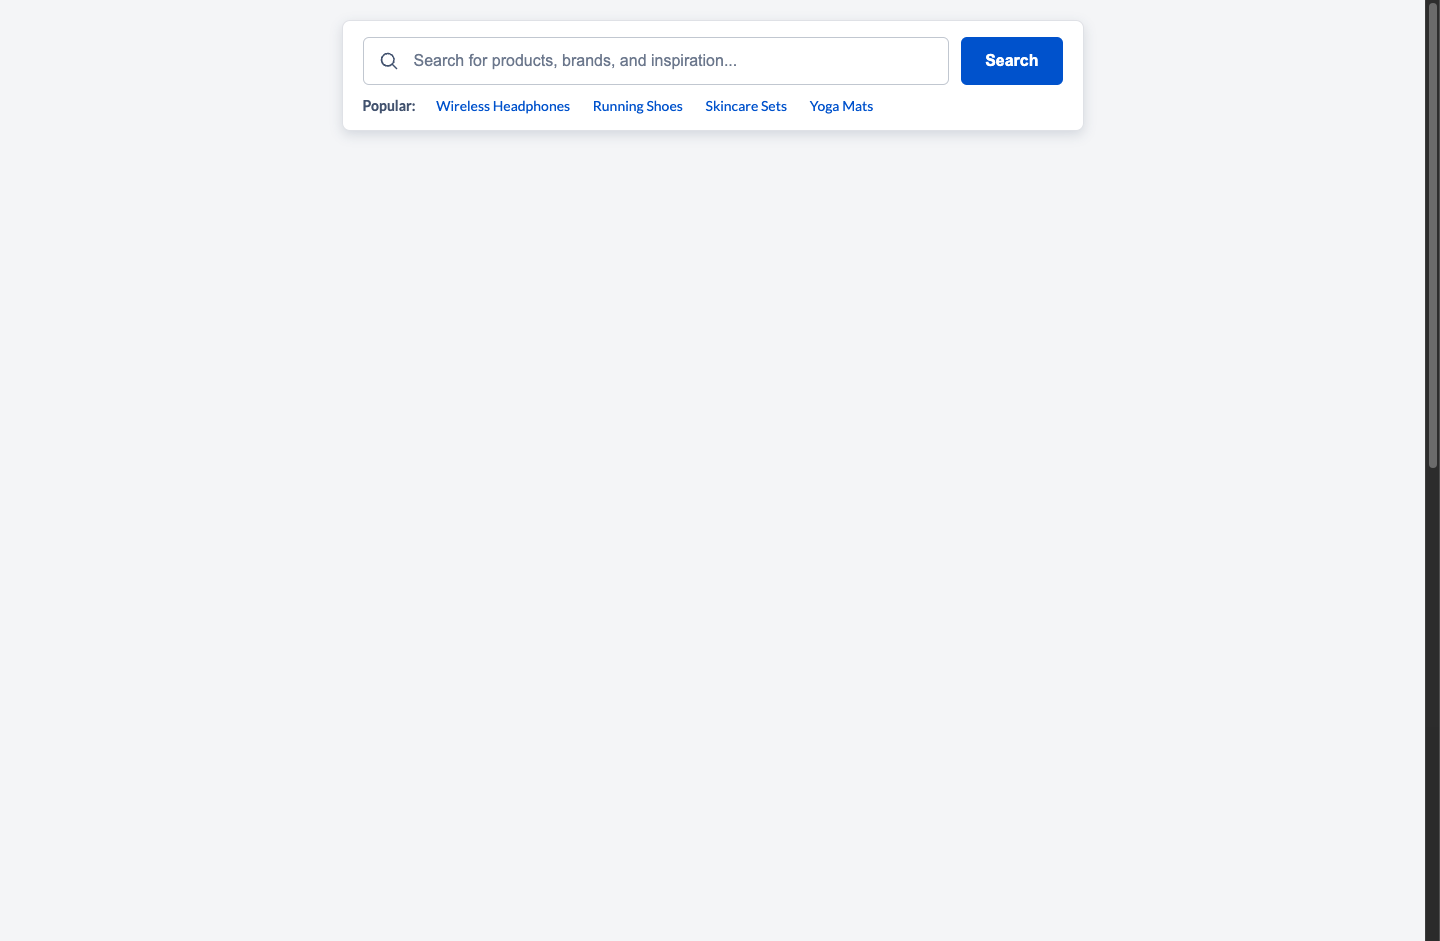 Search for products, brands, and inspiration...
Search
Popular: Wireless Headphones Running Shoes Skincare Sets Yoga Mats